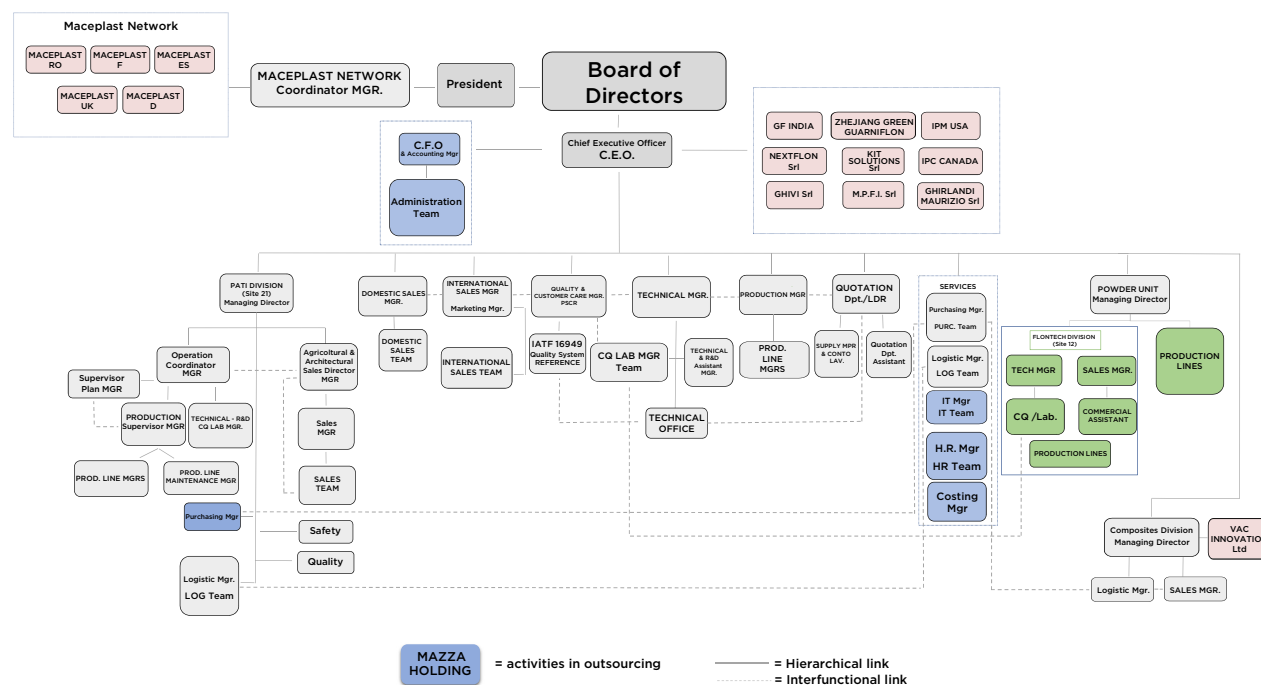 Maceplast Network
MACEPLAST
RO
MACEPLAST
F
MACEPLAST
ES
MACEPLAST
UK
MACEPLAST
D
MACEPLAST NETWORK
Coordinator MGR.
President
Board of
Directors
C.F.O
& Accounting Mgr
Administration
Team
Chief Executive Officer
C.E.O.
GF INDIA
ZHEJIANG GREEN
GUARNIFLON
IPM USA
NEXTFLON
Srl
KIT
SOLUTIONS
Srl
IPC CANADA
GHIVI Srl
M.P.F.I. Srl
GHIRLANDI
MAURIZIO Srl
PATI DIVISION
(Site 21)
Managing Director
DOMESTIC SALES
MGR.
INTERNATIONAL
SALES MGR
Marketing Mgr.
QUALITY &
CUSTOMER CARE MGR.
PSCR
TECHNICAL MGR.
PRODUCTION MGR
QUOTATION
Dpt./LDR
SERVICES
Purchasing Mgr.
PURC. Team
POWDER UNIT
Managing Director
Operation
Coordinator
MGR
Agricoltural &
Architectural
Sales Director
MGR
DOMESTIC
SALES
TEAM
INTERNATIONAL
SALES TEAM
IATF 16949
Quality System
REFERENCE
CQ LAB MGR
Team
TECHNICAL
& R&D
Assistant
MGR.
PROD.
LINE
MGRS
SUPPLY MPR
& CONTO
LAV.
Quotation
Dpt.
Assistant
Logistic Mgr.
LOG Team
FLONTECH DIVISION
(Site 12)
TECH MGR
SALES MGR.
PRODUCTION
LINES
Supervisor
Plan MGR
PRODUCTION
Supervisor MGR
TECHNICAL - R&D
CQ LAB MGR.
Sales
MGR
TECHNICAL
OFFICE
IT Mgr
IT Team
CQ /Lab.
COMMERCIAL
ASSISTANT
PROD. LINE MGRS
PROD. LINE
MAINTENANCE MGR
SALES
TEAM
H.R. Mgr
HR Team
PRODUCTION LINES
Purchasing Mgr
Costing
Mgr
Safety
Quality
Composites Division
Managing Director
VAC
INNOVATIO
Ltd
Logistic Mgr.
LOG Team
Logistic Mgr.
SALES MGR.
MAZZA
HOLDING
= activities in outsourcing
= Hierarchical link
= Interfunctional link